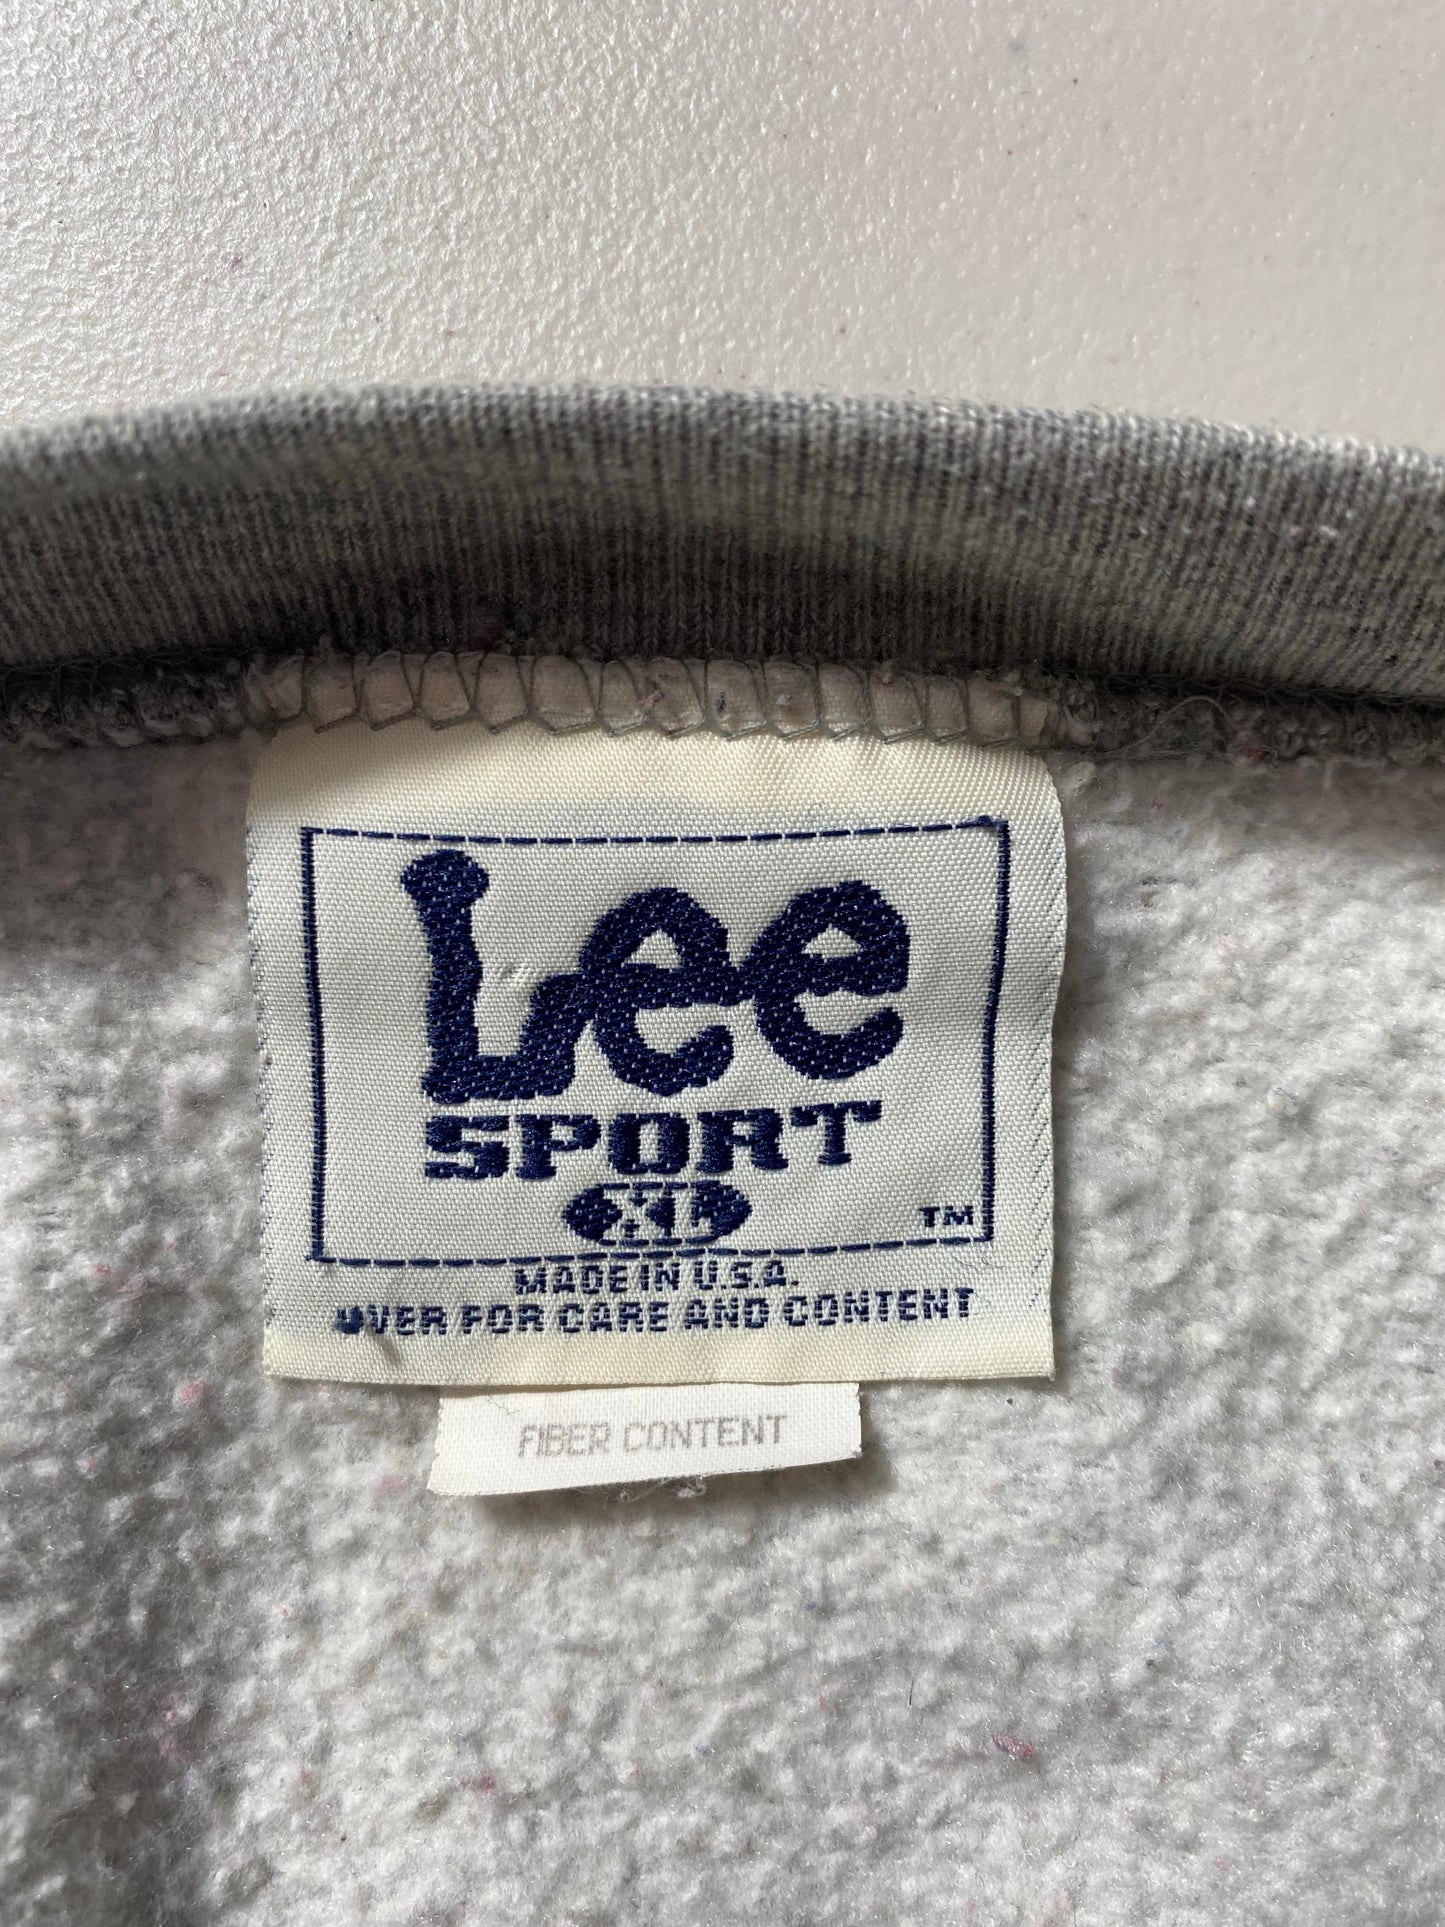 Lee
SPORT
XL
TM
MADE IN U.S.A.
OVER FOR CARE AND CONTENT
FIBER CONTENT